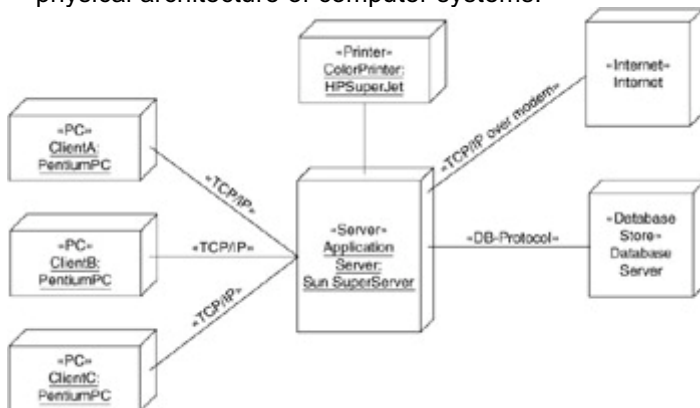 physical architecture of computer systems.
«Printer»
ColorPrinter:
HPSuperJet
«Internet»
Internet
«PC»
ClientA:
PentiumPC
«TCP/IP»
«TCP/IP over modem»
«PC»
ClientB:
PentiumPC
«TCP/IP»
«Server»
Application
Server:
Sun SuperServer
«DB-Protocol»
«Database
Store»
Database
Server
«TCP/IP»
«PC»
ClientC:
PentiumPC